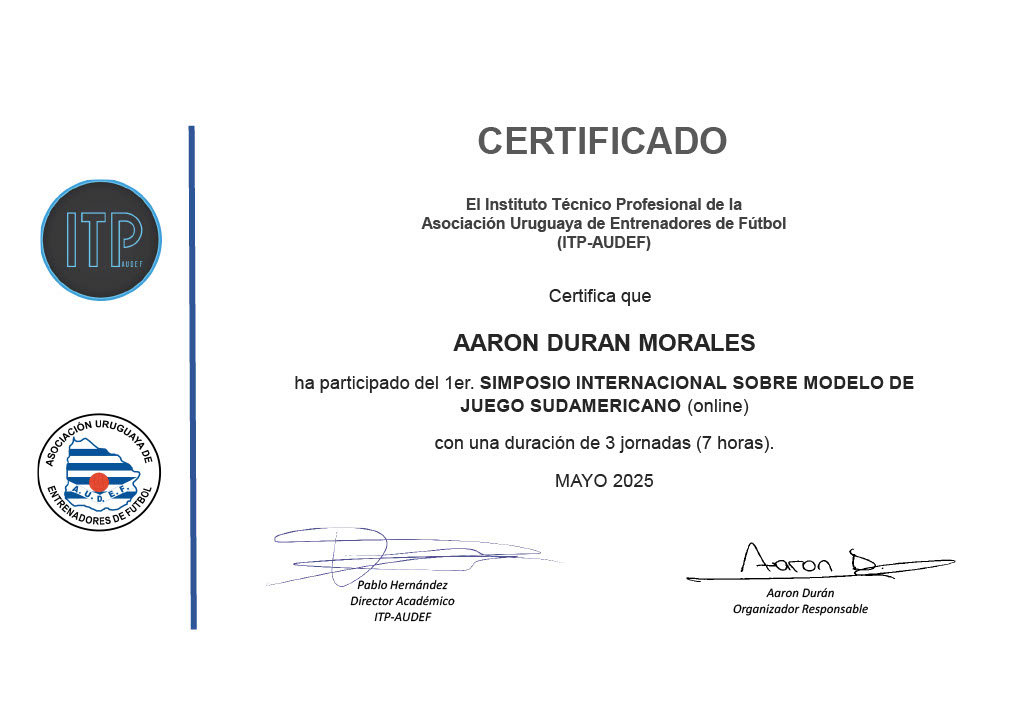 CERTIFICADO
El Instituto Técnico Profesional de la
Asociación Uruguaya de Entrenadores de Fútbol
(ITP-AUDEF)
Certifica que
AARON DURAN MORALES
ha participado del 1er. SIMPOSIO INTERNACIONAL SOBRE MODELO DE
JUEGO SUDAMERICANO (online)
con una duración de 3 jornadas (7 horas).
MAYO 2025
ITP
AUDEF
ASOCIACIÓN URUGUAYA DE
A. U. D. E. F.
ENTRENADORES DE FUTBOL
Pablo Hernández
Director Académico
ITP-AUDEF
Aaron D.
Aaron Durán
Organizador Responsable